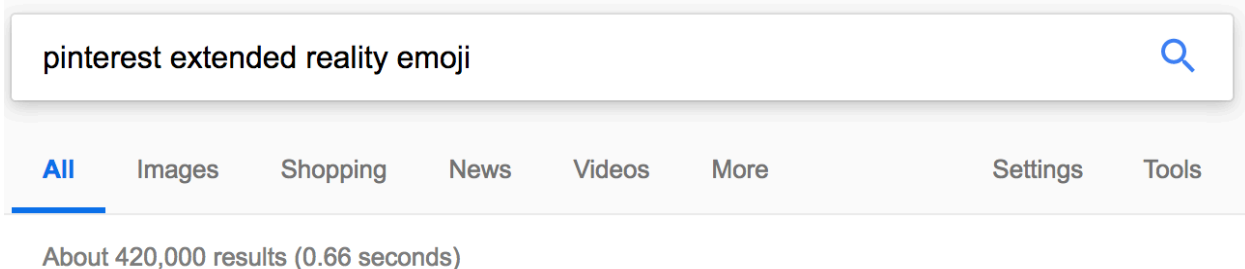 pinterest extended reality emoji
All Images Shopping News Videos More Settings Tools
About 420,000 results (0.66 seconds)